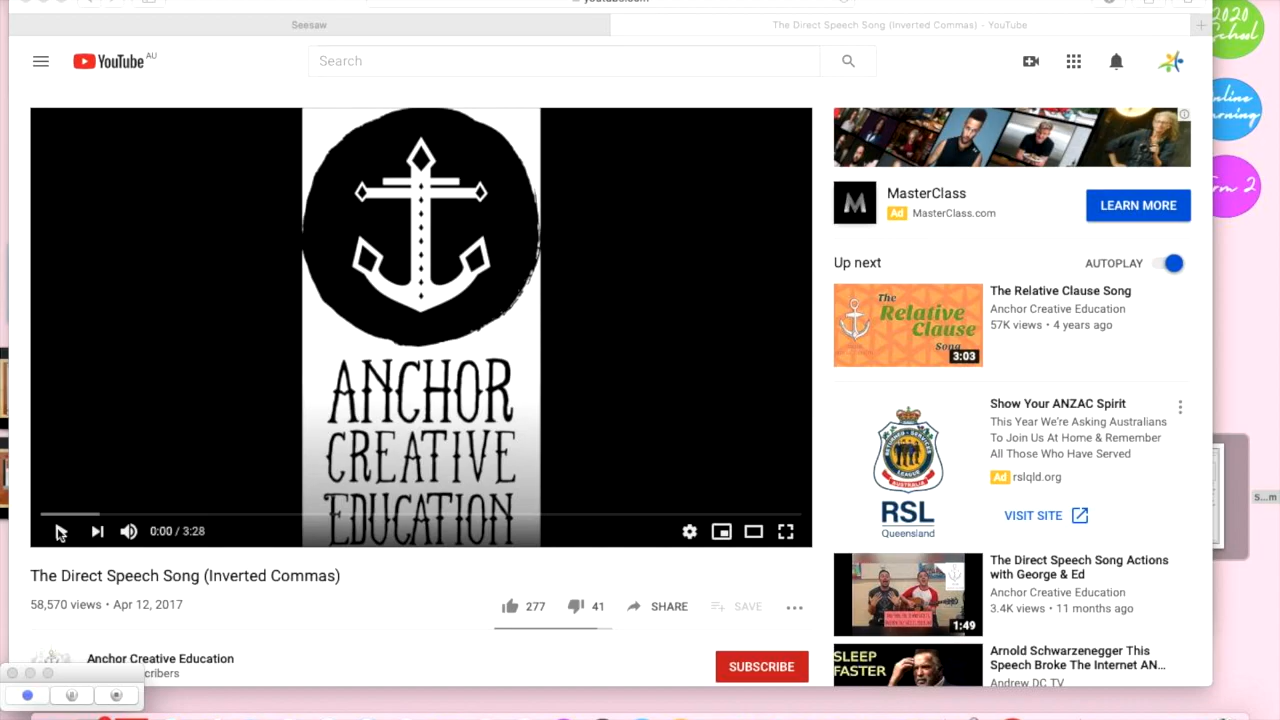 youtube.com
Seesaw
The Direct Speech Song (Inverted Commas) - YouTube
2020
School
YouTube AU
Search
MasterClass
Ad MasterClass.com
LEARN MORE
Up next
AUTOPLAY
The Relative Clause Song
3:03
The Relative Clause Song
Anchor Creative Education
57K views • 4 years ago
ANCHOR
CREATIVE
EDUCATION
0:00 / 3:28
Show Your ANZAC Spirit
This Year We're Asking Australians
To Join Us At Home & Remember
All Those Who Have Served
Ad rslqld.org
VISIT SITE
RSL
Queensland
The Direct Speech Song (Inverted Commas)
58,570 views • Apr 12, 2017
277
41
SHARE
SAVE
The Direct Speech Song Actions
with George & Ed
Anchor Creative Education
3.4K views • 11 months ago
1:49
Anchor Creative Education
SUBSCRIBE
SLEEP
FASTER
Arnold Schwarzenegger This
Speech Broke The Internet AN...
Andrew DC TV
S...m